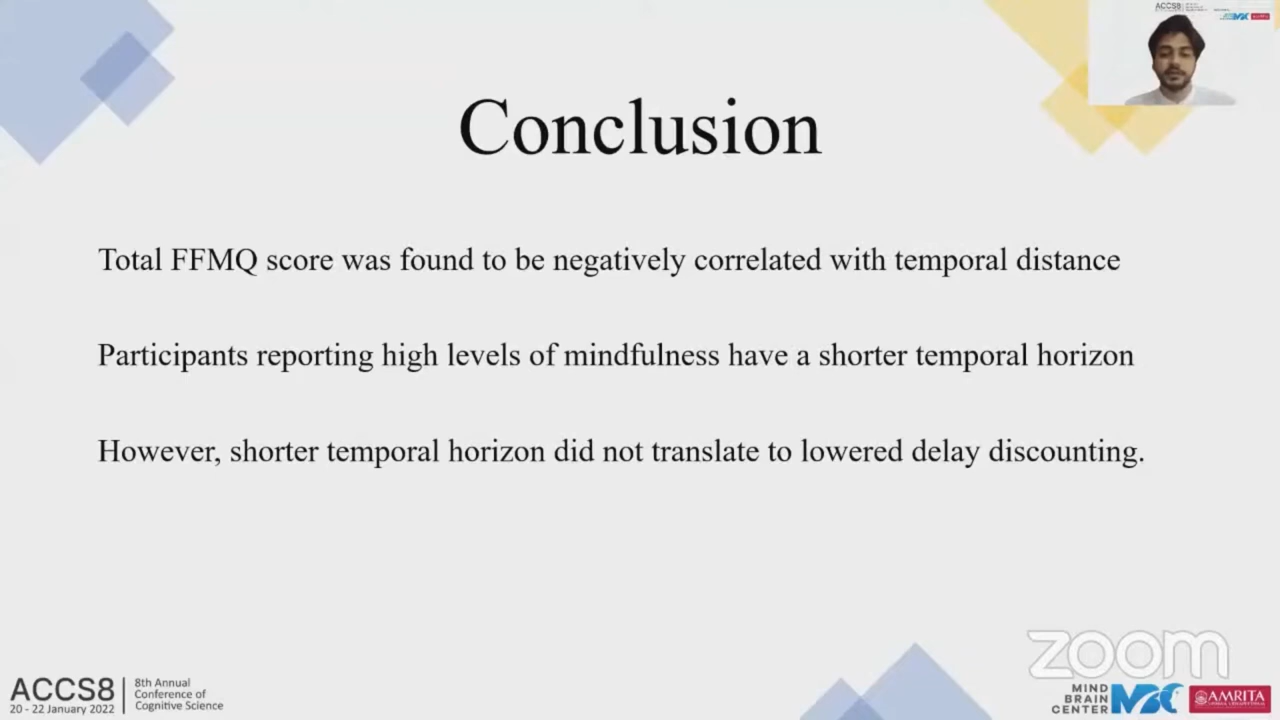 ACCS8
Conclusion
Total FFMQ score was found to be negatively correlated with temporal distance
Participants reporting high levels of mindfulness have a shorter temporal horizon
However, shorter temporal horizon did not translate to lowered delay discounting.
zoom
ACCS8
20 - 22 January 2022
8th Annual
Conference of
Cognitive Science
MIND
BRAIN
CENTER
MBC
AMRITA